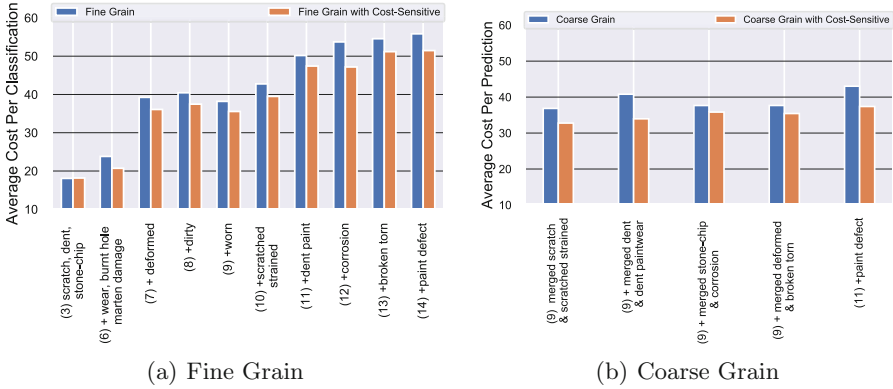 Fine Grain
Fine Grain with Cost-Sensitive
Average Cost Per Classification
60
50
40
30
20
10
(3) scratch, dent,
stone-chip
(6) + wear, burnt hole
marten damage
(7) + deformed
(8) +dirty
(9) +worn
(10) +scratched
strained
(11) +dent paint
(12) +corrosion
(13) +broken torn
(14) +paint defect
(a) Fine Grain
Coarse Grain
Coarse Grain with Cost-Sensitive
Average Cost Per Prediction
60
50
40
30
20
10
(9) merged scratch
& scratched strained
(9) + merged dent
& dent paintwear
(9) + merged stone-chip
& corrosion
(9) + merged deformed
& broken torn
(11) +paint defect
(b) Coarse Grain